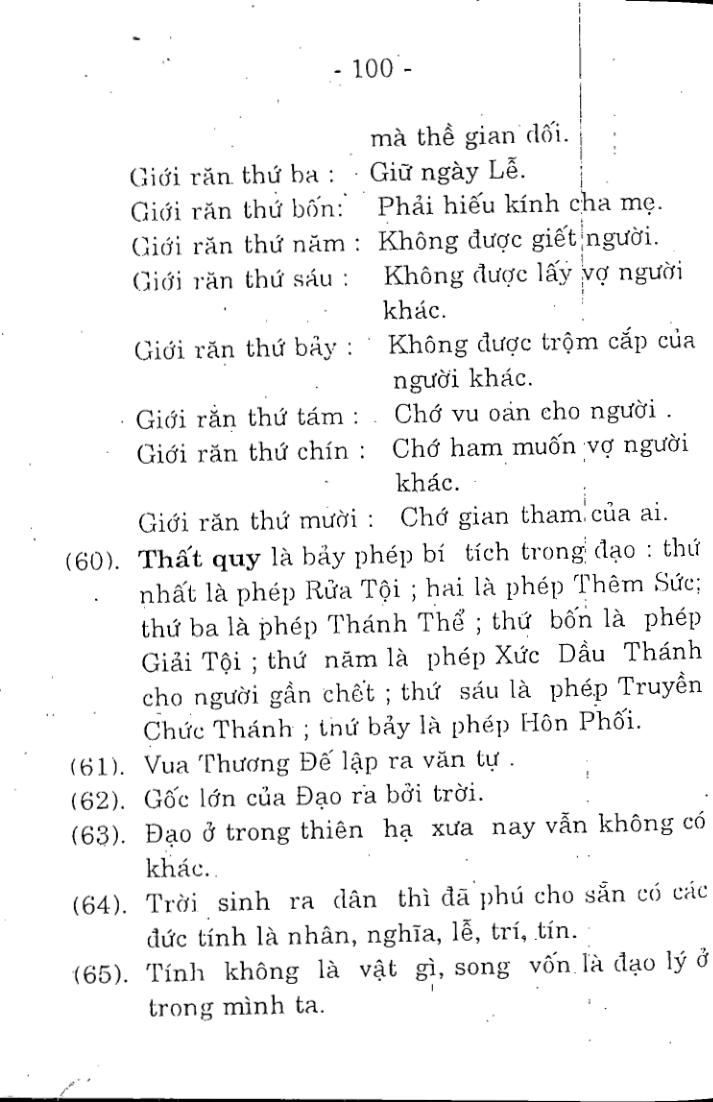 - 100 -
mà thề gian dối.
Giới răn thứ ba : Giữ ngày Lễ.
Giới răn thứ bốn: Phải hiếu kính cha mẹ.
Giới răn thứ năm : Không được giết người.
Giới răn thứ sáu : Không được lấy vợ người
khác.
Giới răn thứ bảy : Không được trộm cắp của
người khác.
Giới răn thứ tám : Chớ vu oan cho người .
Giới răn thứ chín : Chớ ham muốn vợ người
khác.
Giới răn thứ mười : Chớ gian tham của ai.
(60). Thất quy là bảy phép bí tích trong đạo : thứ
nhất là phép Rửa Tội ; hai là phép Thêm Sức;
thứ ba là phép Thánh Thể ; thứ bốn là phép
Giải Tội ; thứ năm là phép Xức Dầu Thánh
cho người gần chết ; thứ sáu là phép Truyền
Chức Thánh ; thứ bảy là phép Hôn Phối.
(61). Vua Thương Đế lập ra văn tự .
(62). Gốc lớn của Đạo ra bởi trời.
(63). Đạo ở trong thiên hạ xưa nay vẫn không có
khác.
(64). Trời sinh ra dân thì đã phú cho sẵn có các
đức tính là nhân, nghĩa, lễ, trí, tín.
(65). Tính không là vật gì, song vốn là đạo lý ở
trong mình ta.